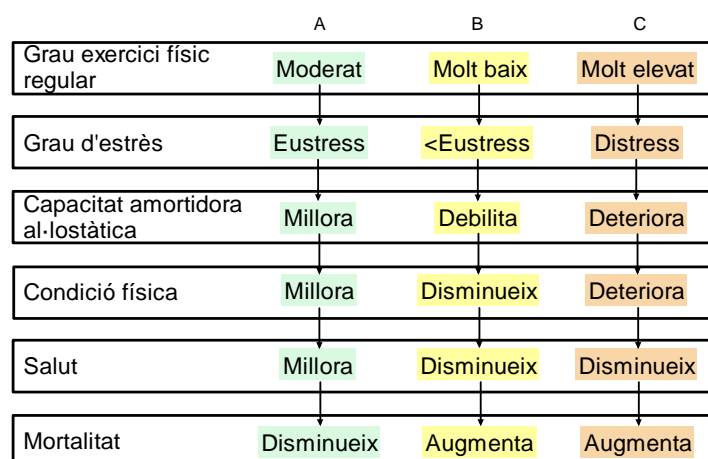 A B C
Grau exercici físic
regular
Moderat Molt baix Molt elevat
Grau d'estrès Eustress <Eustress Distress
Capacitat amortidora
al·lostàtica
Millora Debilita Deteriora
Condició física Millora Disminueix Deteriora
Salut Millora Disminueix Disminueix
Mortalitat Disminueix Augmenta Augmenta